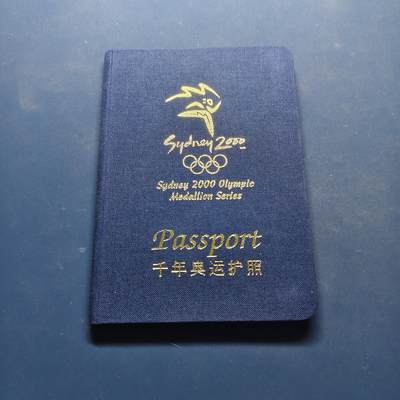 Sydney 2000
Sydney 2000 Olympic
Medallion Series
Passport
千年奥运护照